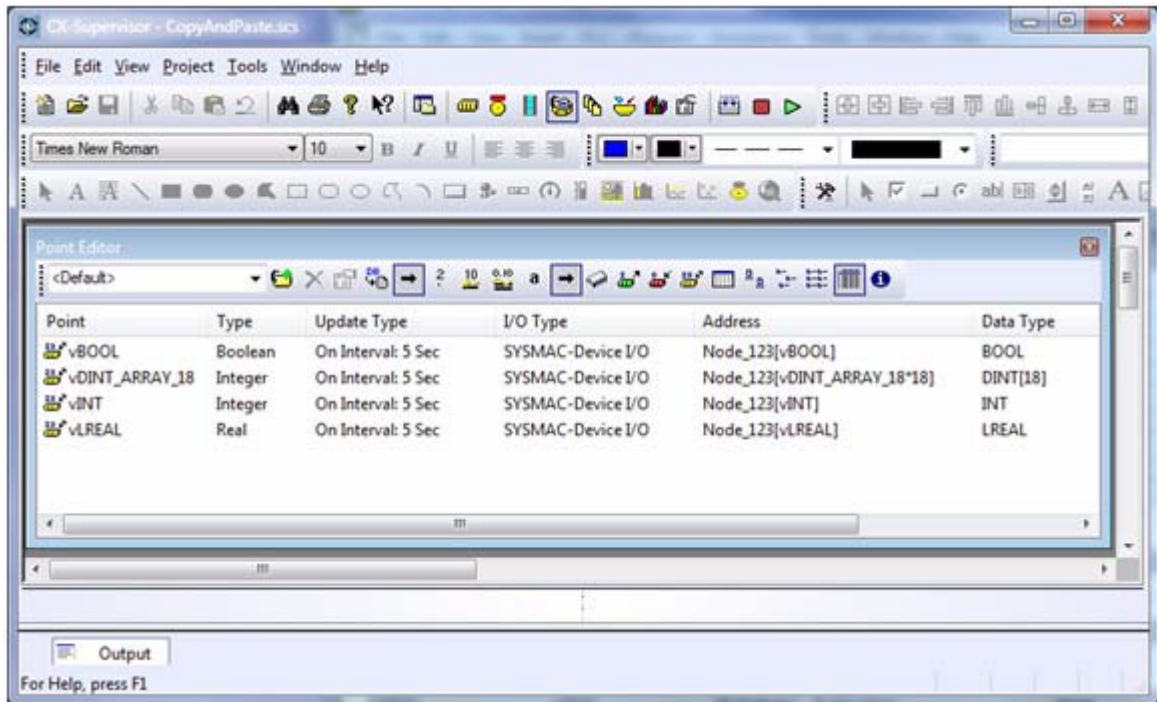 CX-Supervisor - CopyAndPaste.scs
File Edit View Project Tools Window Help
Times New Roman 10 B I U
Point Editor
<Default>
Point Type Update Type I/O Type Address Data Type
vBOOL Boolean On Interval: 5 Sec SYSMAC-Device I/O Node_123[vBOOL] BOOL
vDINT_ARRAY_18 Integer On Interval: 5 Sec SYSMAC-Device I/O Node_123[vDINT_ARRAY_18*18] DINT[18]
vINT Integer On Interval: 5 Sec SYSMAC-Device I/O Node_123[vINT] INT
vLREAL Real On Interval: 5 Sec SYSMAC-Device I/O Node_123[vLREAL] LREAL
Output
For Help, press F1